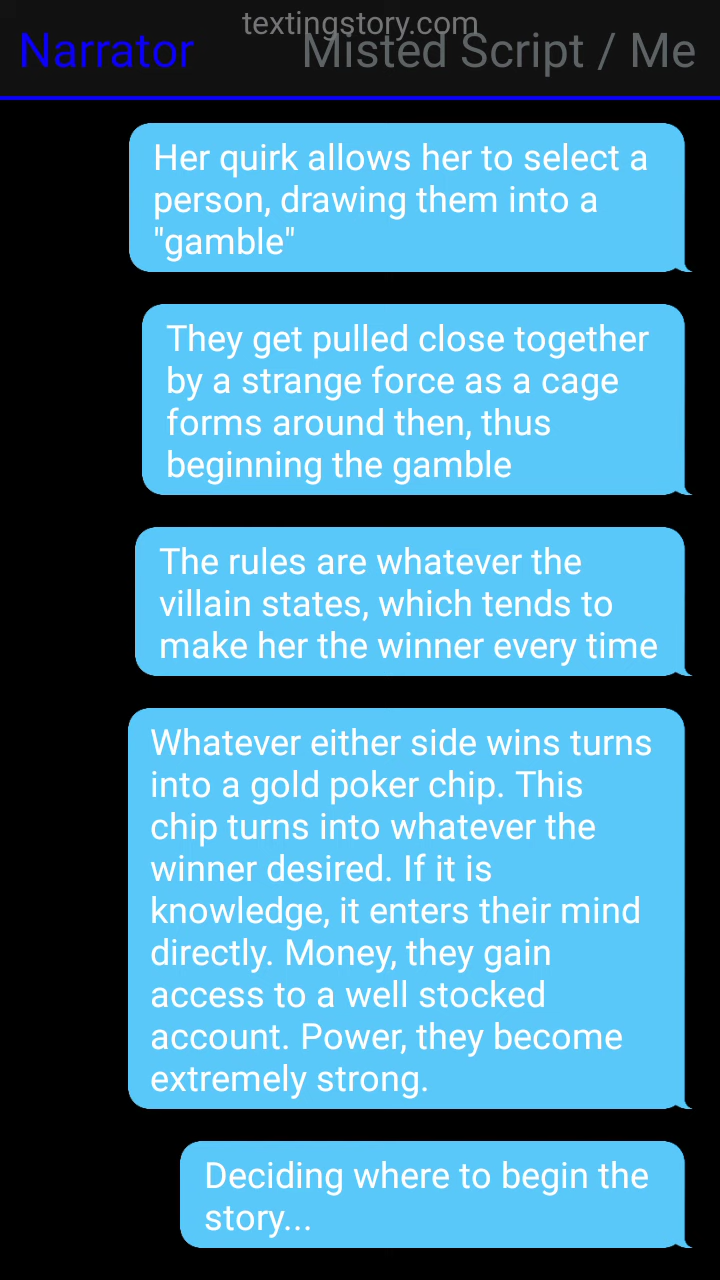 textingstory.com
Narrator
Misted Script / Me
Her quirk allows her to select a
person, drawing them into a
"gamble"
They get pulled close together
by a strange force as a cage
forms around then, thus
beginning the gamble
The rules are whatever the
villain states, which tends to
make her the winner every time
Whatever either side wins turns
into a gold poker chip. This
chip turns into whatever the
winner desired. If it is
knowledge, it enters their mind
directly. Money, they gain
access to a well stocked
account. Power, they become
extremely strong.
Deciding where to begin the
story...